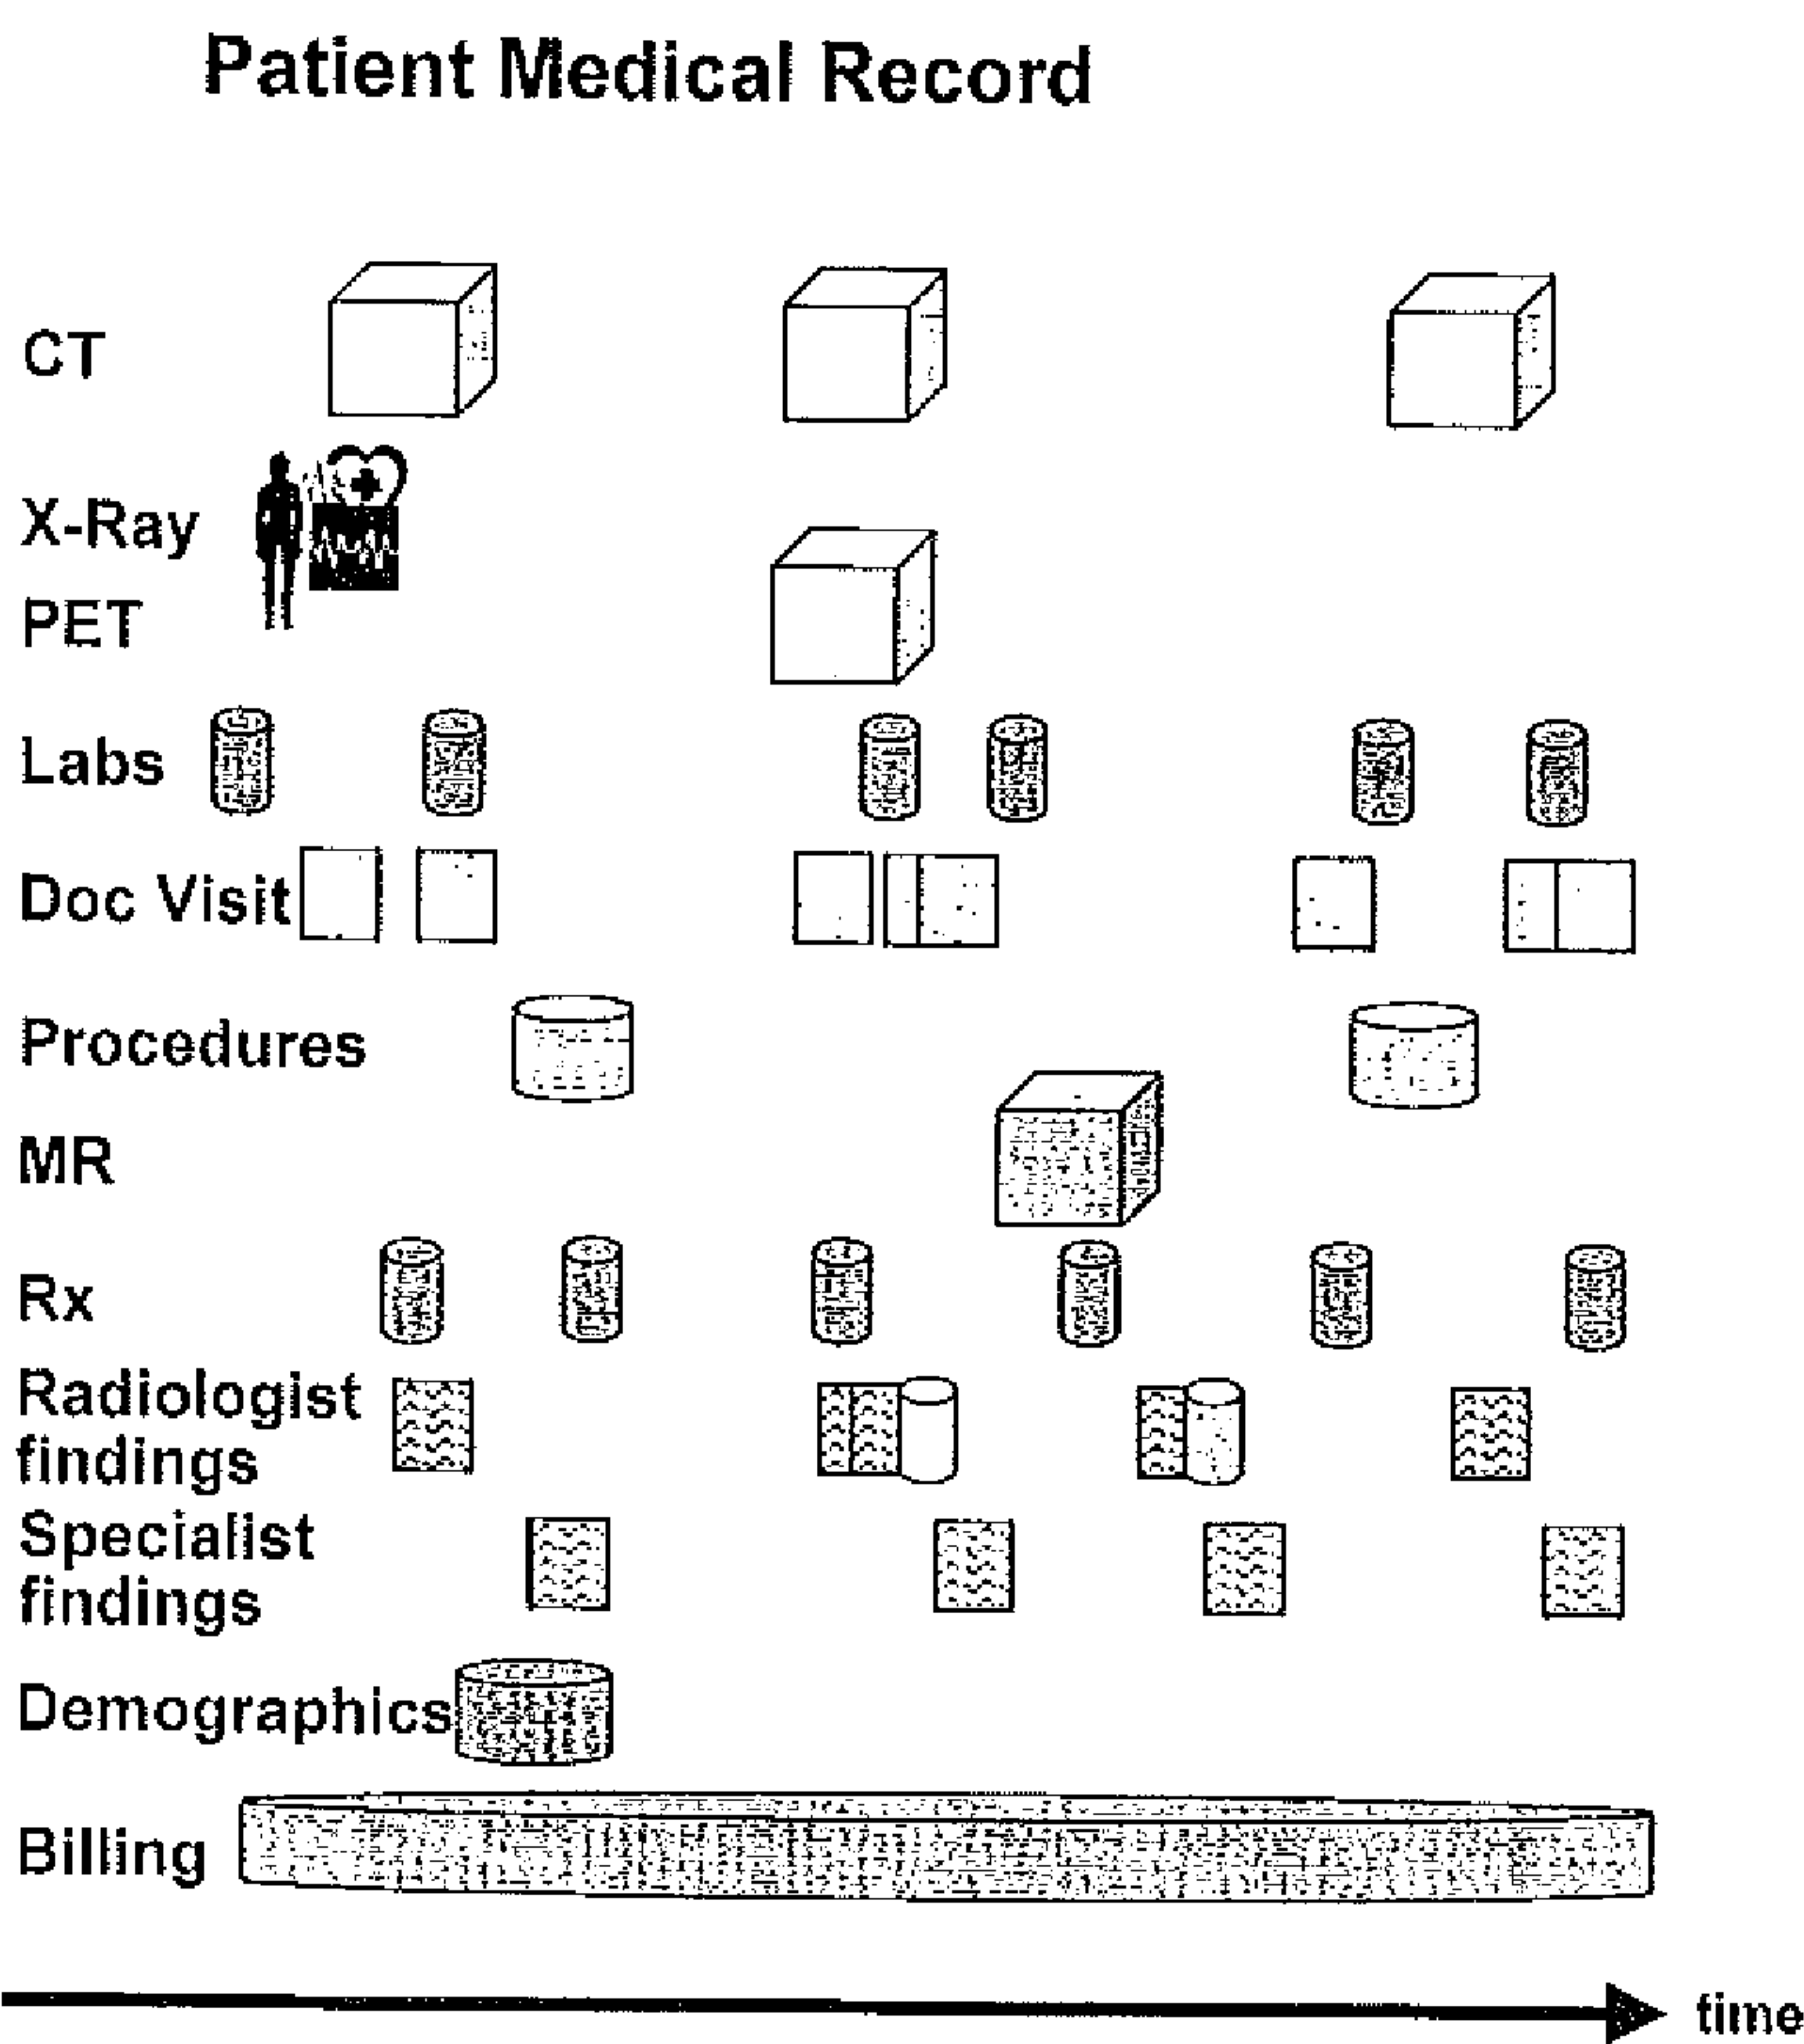 Patient Medical Record
CT
X-Ray
PET
Labs
Doc Visit
Procedures
MR
Rx
Radiologist
findings
Specialist
findings
Demographics
Billing
time